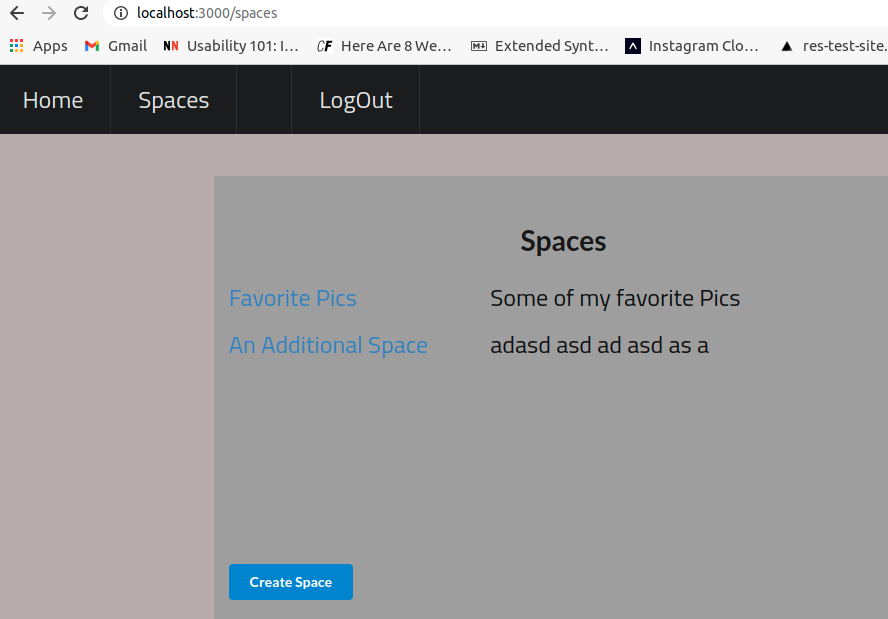 localhost:3000/spaces
Apps Gmail NN Usability 101: I... CF Here Are 8 We... Extended Synt... Instagram Clo... res-test-site.
Home Spaces LogOut
Spaces
Favorite Pics Some of my favorite Pics
An Additional Space adasd asd ad asd as a
Create Space